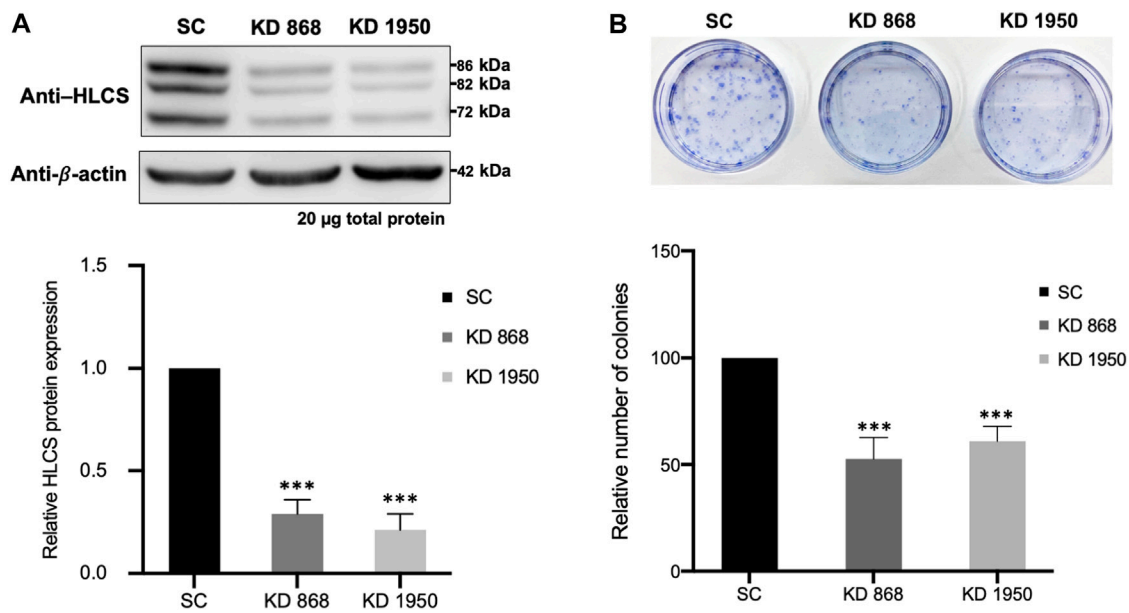 A
SC KD 868 KD 1950
Anti–HLCS
86 kDa
82 kDa
72 kDa
Anti-β-actin
42 kDa
20 µg total protein
Relative HLCS protein expression
1.5
1.0
0.5
0.0
***
***
SC
KD 868
KD 1950
SC KD 868 KD 1950
B
SC KD 868 KD 1950
Relative number of colonies
150
100
50
0
***
***
SC
KD 868
KD 1950
SC KD 868 KD 1950